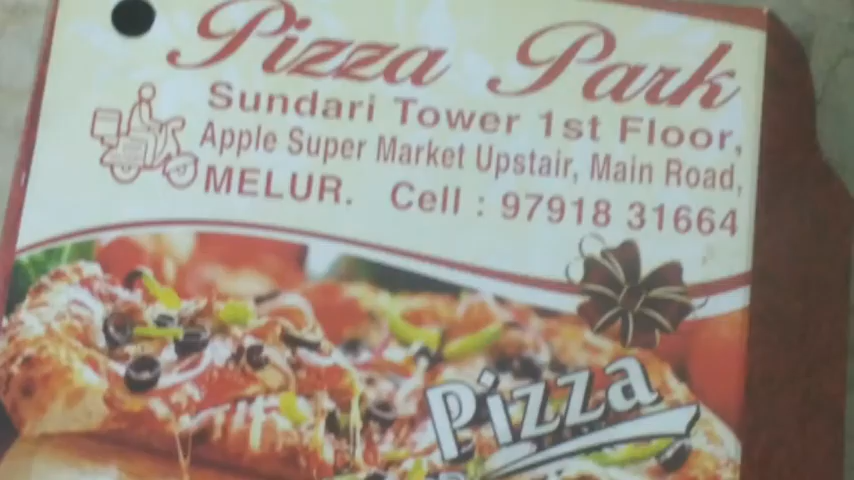 Pizza Park
Sundari Tower 1st Floor,
Apple Super Market Upstair, Main Road,
MELUR. Cell : 97918 31664
Pizza